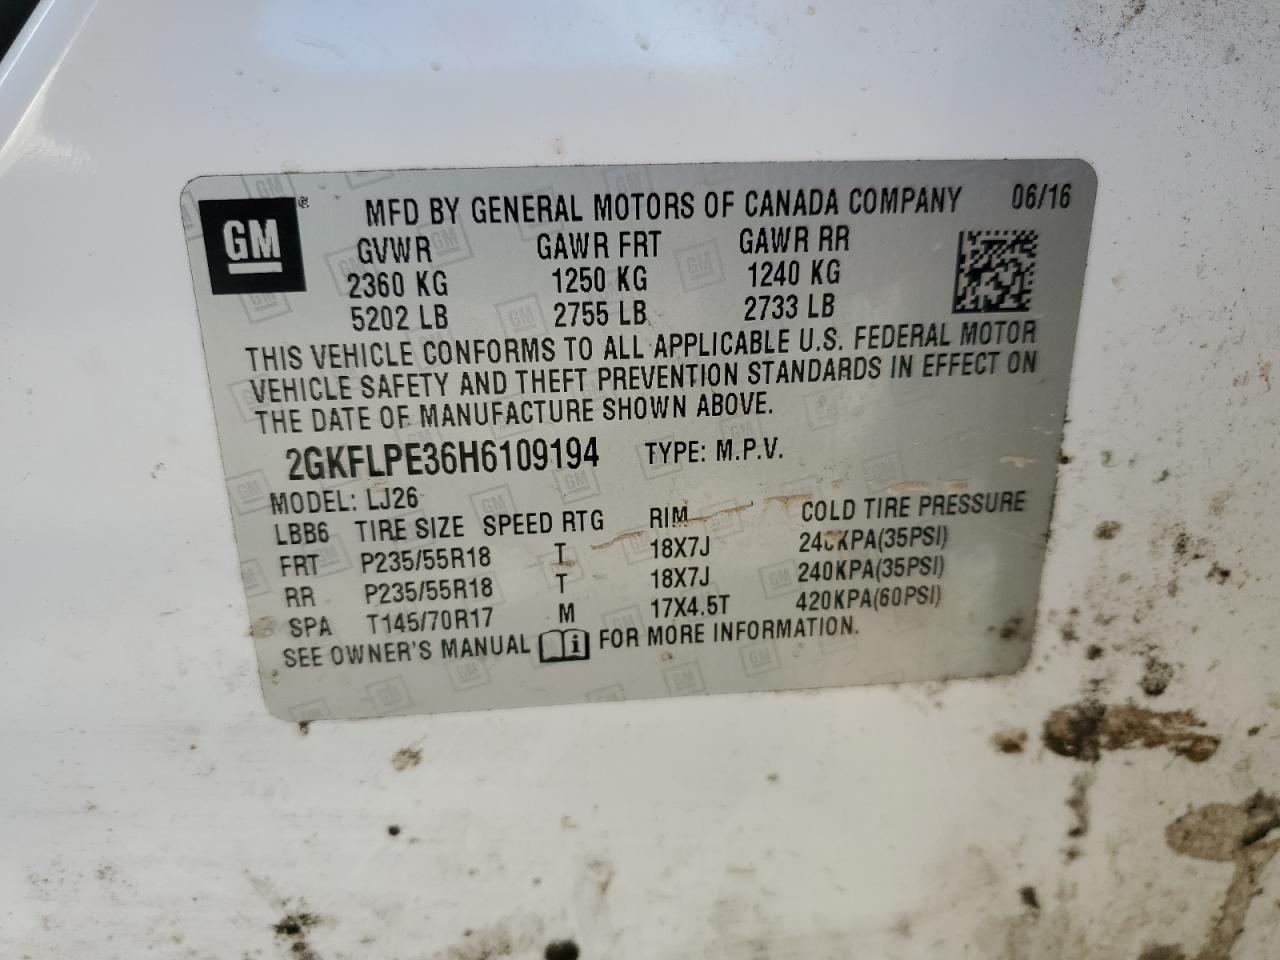 GM ® MFD BY GENERAL MOTORS OF CANADA COMPANY 06/16
GVWR GAWR FRT GAWR RR
2360 KG 1250 KG 1240 KG
5202 LB 2755 LB 2733 LB
THIS VEHICLE CONFORMS TO ALL APPLICABLE U.S. FEDERAL MOTOR
VEHICLE SAFETY AND THEFT PREVENTION STANDARDS IN EFFECT ON
THE DATE OF MANUFACTURE SHOWN ABOVE.
2GKFLPE36H6109194 TYPE: M.P.V.
MODEL: LJ26
LBB6 TIRE SIZE SPEED RTG RIM COLD TIRE PRESSURE
FRT P235/55R18 T 18X7J 240KPA(35PSI)
RR P235/55R18 T 18X7J 240KPA(35PSI)
SPA T145/70R17 M 17X4.5T 420KPA(60PSI)
SEE OWNER'S MANUAL FOR MORE INFORMATION.